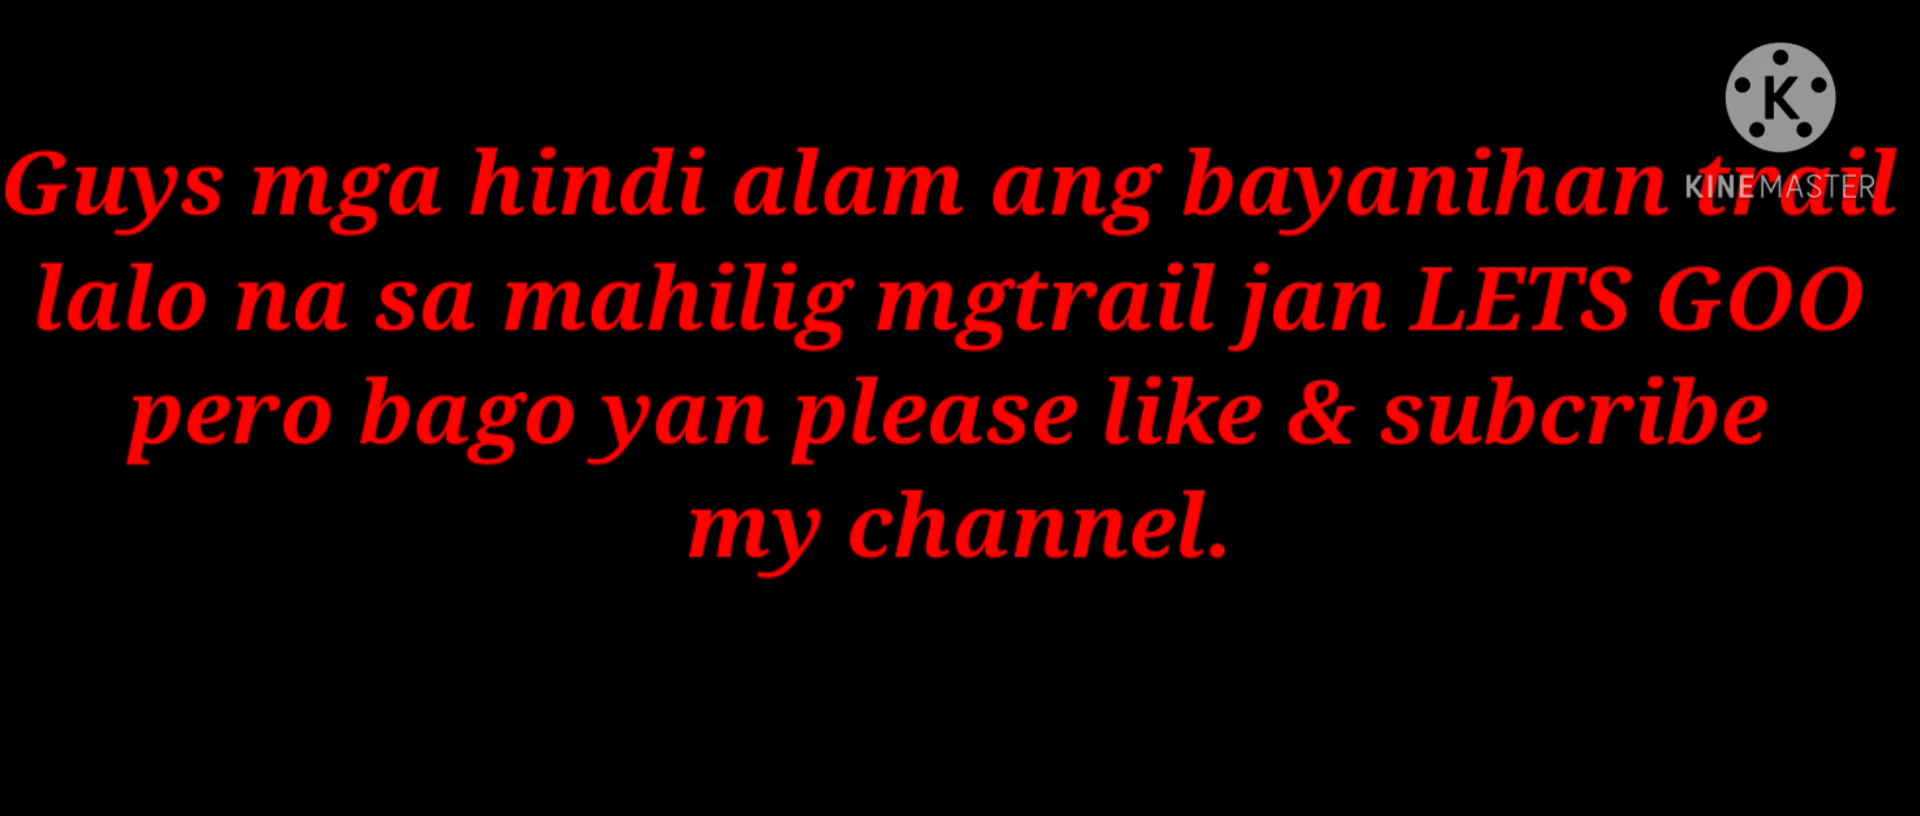 K
KINEMASTER
Guys mga hindi alam ang bayanihan trail
lalo na sa mahilig mgtrail jan LETS GOO
pero bago yan please like & subcribe
my channel.